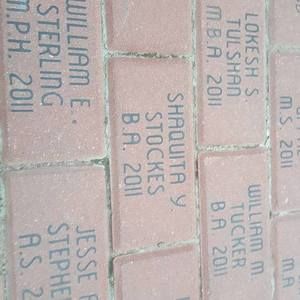 WILLIAM E.
STERLING
M.PH. 2011
LOKESH S
TULSHAN
M.B.A 2011
SHAQUITA Y.
STOCKES
B.A. 2011
M.S. 2011
WILLIAM M
TUCKER
B.A 2011
JESSE
STEPHE
A.S 2
M.A